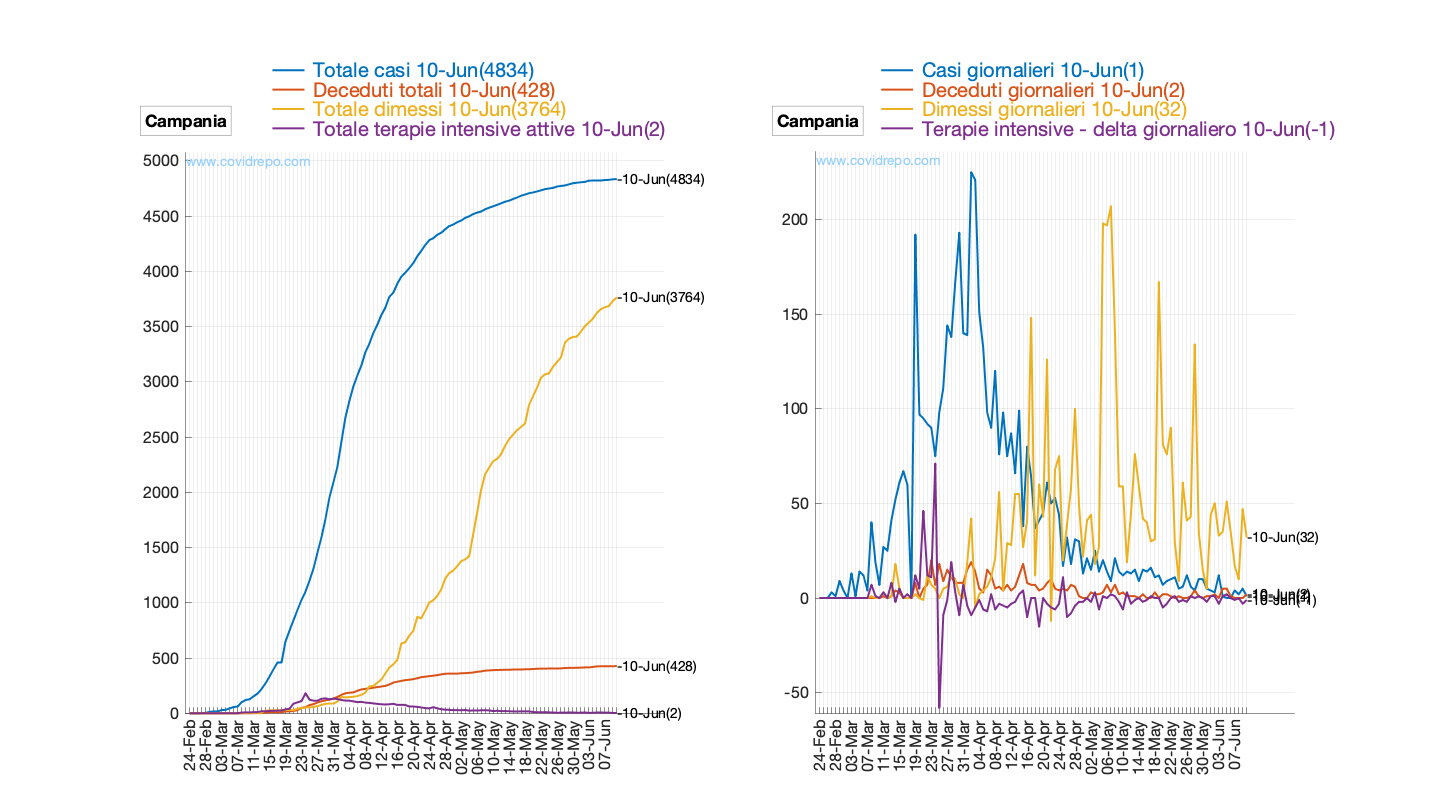 Totale casi 10-Jun(4834)
Deceduti totali 10-Jun(428)
Totale dimessi 10-Jun(3764)
Totale terapie intensive attive 10-Jun(2)
Campania
www.covidrepo.com
5000
4500
4000
3500
3000
2500
2000
1500
1000
500
0
-10-Jun(4834)
-10-Jun(3764)
-10-Jun(428)
-10-Jun(2)
24-Feb
28-Feb
03-Mar
07-Mar
11-Mar
15-Mar
19-Mar
23-Mar
27-Mar
31-Mar
04-Apr
08-Apr
12-Apr
16-Apr
20-Apr
24-Apr
28-Apr
02-May
06-May
10-May
14-May
18-May
22-May
26-May
30-May
03-Jun
07-Jun
Casi giornalieri 10-Jun(1)
Deceduti giornalieri 10-Jun(2)
Dimessi giornalieri 10-Jun(32)
Terapie intensive - delta giornaliero 10-Jun(-1)
Campania
www.covidrepo.com
200
150
100
50
0
-50
-10-Jun(32)
24-Feb
28-Feb
03-Mar
07-Mar
11-Mar
15-Mar
19-Mar
23-Mar
27-Mar
31-Mar
04-Apr
08-Apr
12-Apr
16-Apr
20-Apr
24-Apr
28-Apr
02-May
06-May
10-May
14-May
18-May
22-May
26-May
30-May
03-Jun
07-Jun